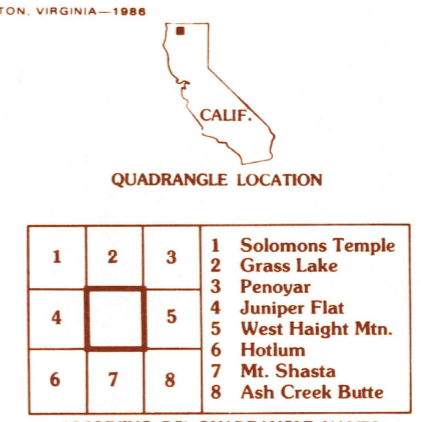 TON, VIRGINIA—1986
CALIF.
QUADRANGLE LOCATION
1 2 3
4 5
6 7 8
1 Solomons Temple
2 Grass Lake
3 Penoyar
4 Juniper Flat
5 West Haight Mtn.
6 Hotlum
7 Mt. Shasta
8 Ash Creek Butte